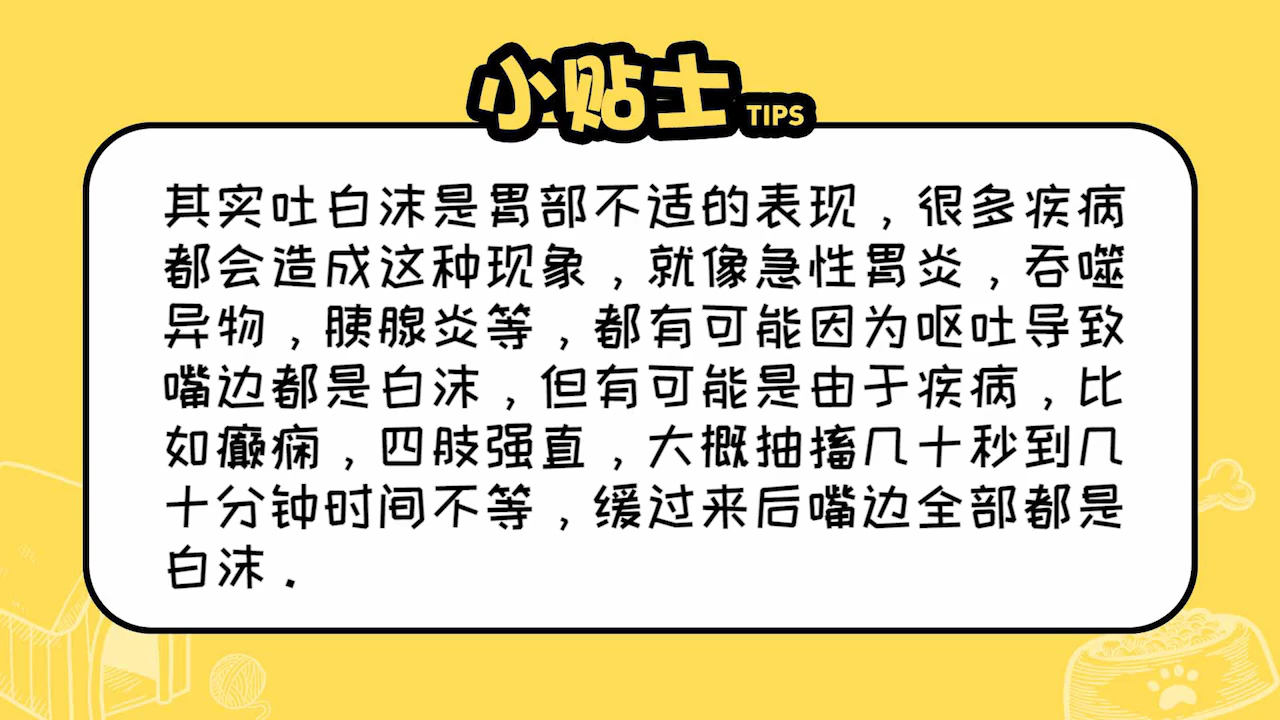 小贴士 TIPS
其实吐白沫是胃部不适的表现，很多疾病
都会造成这种现象，就像急性胃炎，吞噬
异物，胰腺炎等，都有可能因为呕吐导致
嘴边都是白沫，但有可能是由于疾病，比
如癫痫，四肢强直，大概抽搐几十秒到几
十分钟时间不等，缓过来后嘴边全部都是
白沫．